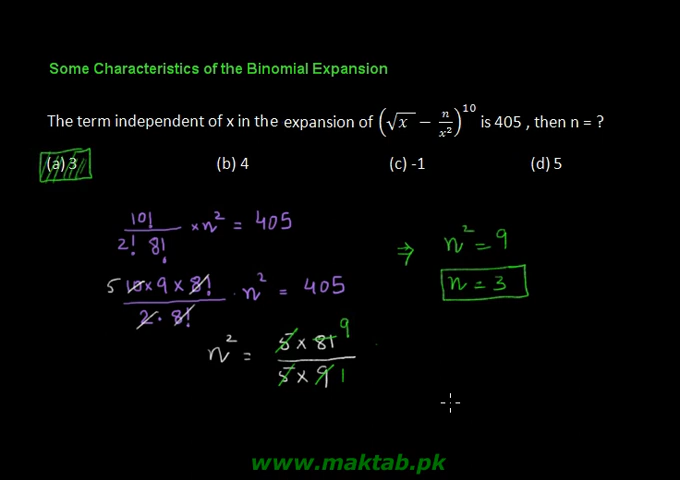 Some Characteristics of the Binomial Expansion
The term independent of x in the expansion of (√x − n/x²)¹⁰ is 405 , then n = ?
(a) 3 (b) 4 (c) -1 (d) 5
10!/(2! 8!) × n² = 405
5 10×9×8!/(2·8!) · n² = 405
n² = (5 × 81 9)/(5 × 9 1)
⇒ n² = 9
n = 3
www.maktab.pk